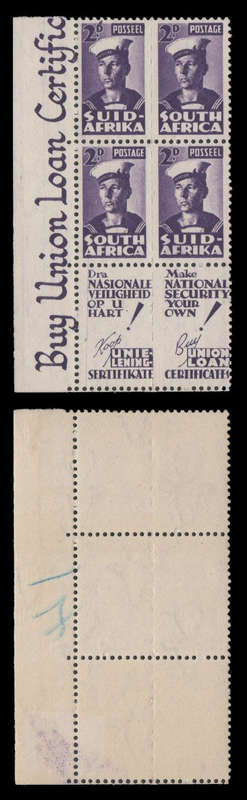 Buy Union Loan Certific
2D POSSEEL
SUID-
AFRIKA
2D POSTAGE
SOUTH
AFRICA
2D POSTAGE
SOUTH
AFRICA
2D POSSEEL
SUID-
AFRIKA
Dra
NASIONALE
VEILIGHEID
OP U
HART!
Koop
UNIE-
LENING-
SERTIFIKATE
Make
NATIONAL
SECURITY
YOUR
OWN!
Buy
UNION
LOAN
CERTIFICATES